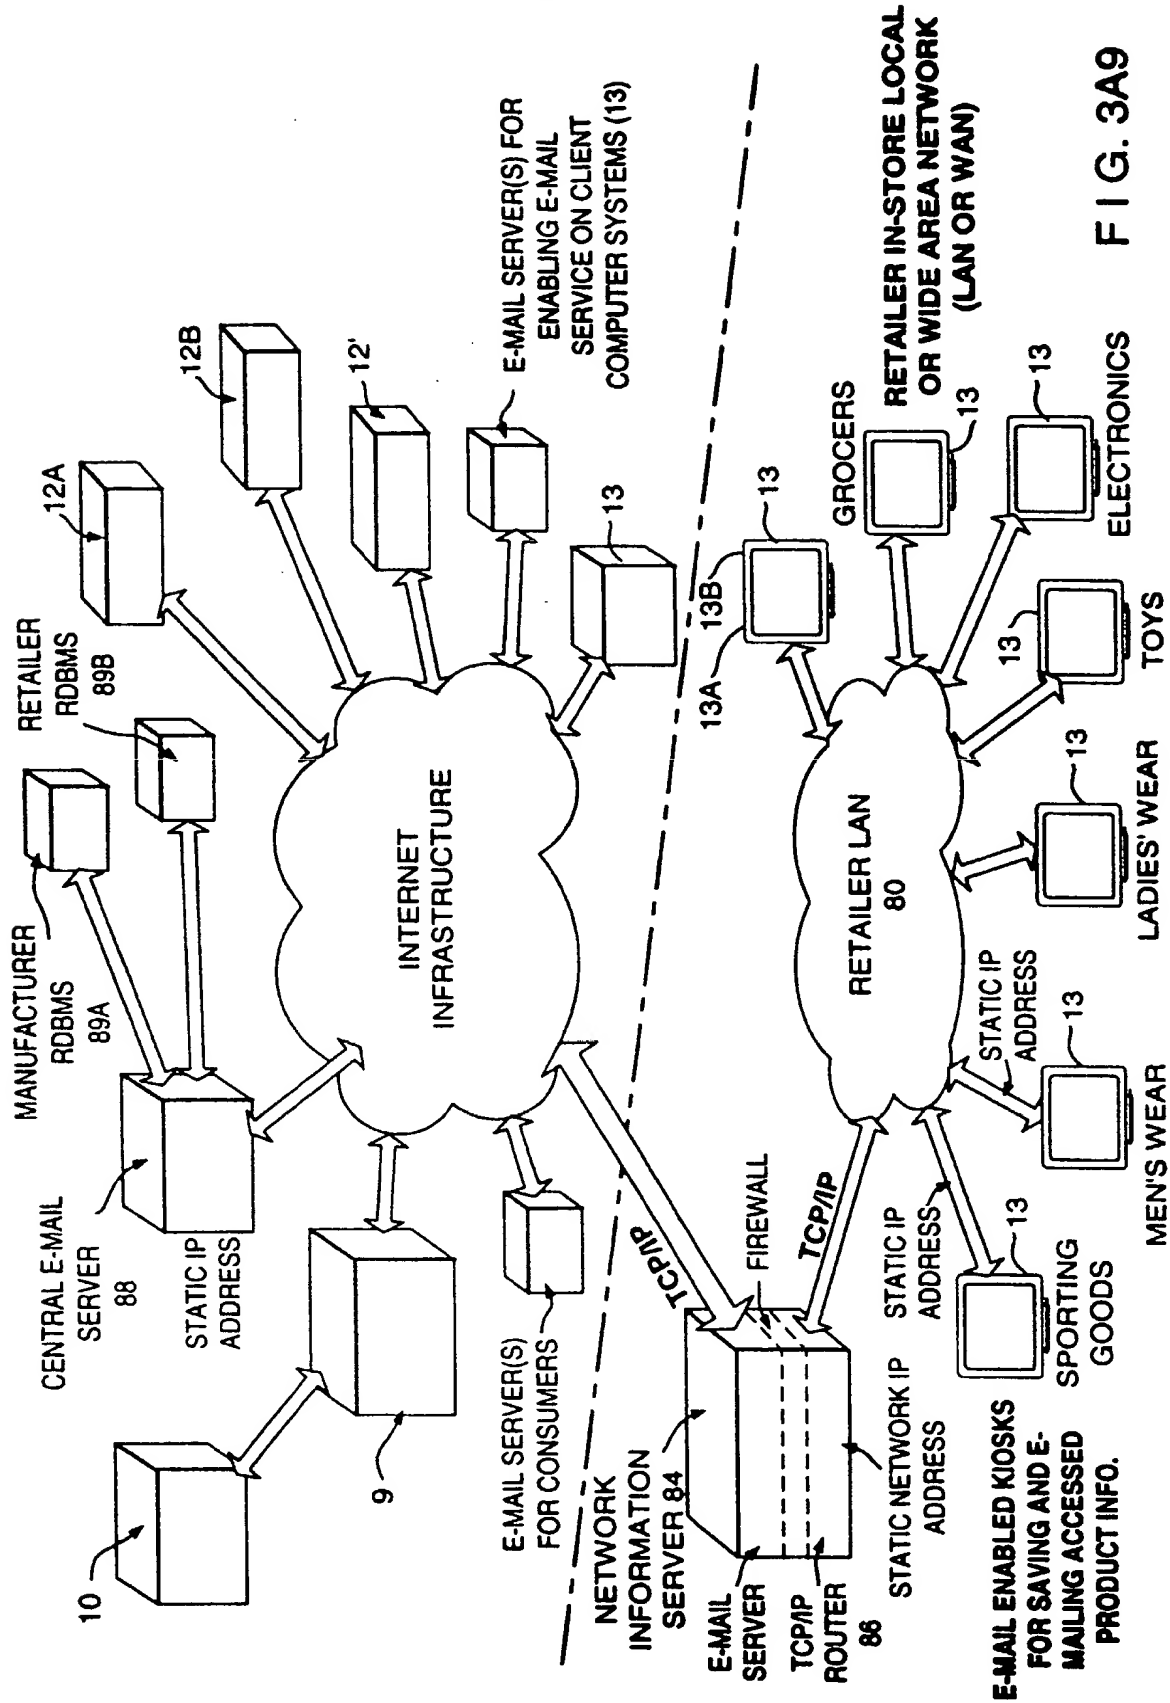 10
9
CENTRAL E-MAIL
SERVER
88
STATIC IP
ADDRESS
MANUFACTURER
RDBMS
89A
RETAILER
RDBMS
89B
12A
12B
12'
E-MAIL SERVER(S) FOR
ENABLING E-MAIL
SERVICE ON CLIENT
COMPUTER SYSTEMS (13)
13
INTERNET
INFRASTRUCTURE
E-MAIL SERVER(S)
FOR CONSUMERS
TCP/IP
NETWORK
INFORMATION
SERVER 84
FIREWALL
TCP/IP
E-MAIL
SERVER
TCP/IP
ROUTER
86
STATIC NETWORK IP
ADDRESS
RETAILER LAN
80
13A
13B
13
GROCERS
13
RETAILER IN-STORE LOCAL
OR WIDE AREA NETWORK
(LAN OR WAN)
STATIC IP
ADDRESS
13
SPORTING
GOODS
STATIC IP
ADDRESS
13
MEN'S WEAR
13
LADIES' WEAR
13
TOYS
13
ELECTRONICS
E-MAIL ENABLED KIOSKS
FOR SAVING AND E-
MAILING ACCESSED
PRODUCT INFO.
FIG. 3A9